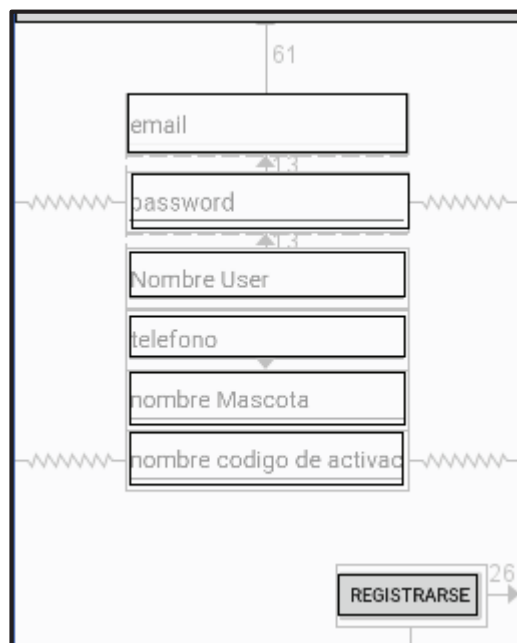 61
email
13
password
13
Nombre User
telefono
nombre Mascota
nombre codigo de activac
26
REGISTRARSE